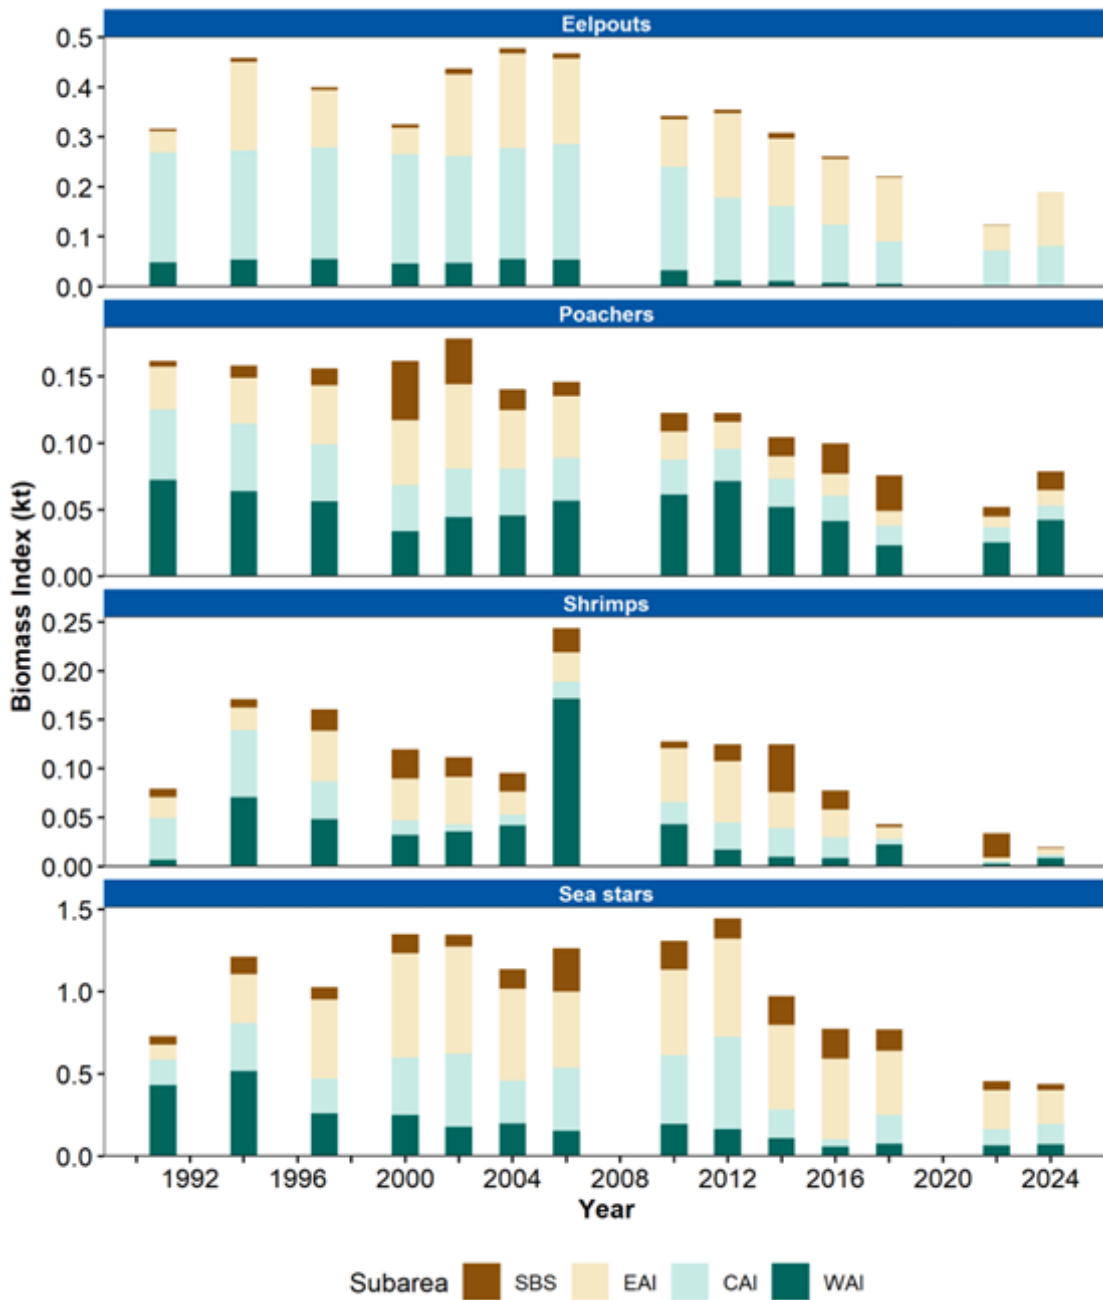 Eelpouts
0.5
0.4
0.3
0.2
0.1
0.0
Poachers
0.15
0.10
0.05
0.00
Shrimps
0.25
0.20
0.15
0.10
0.05
0.00
Sea stars
1.5
1.0
0.5
0.0
Biomass Index (kt)
1992 1996 2000 2004 2008 2012 2016 2020 2024
Year
Subarea SBS EAI CAI WAI